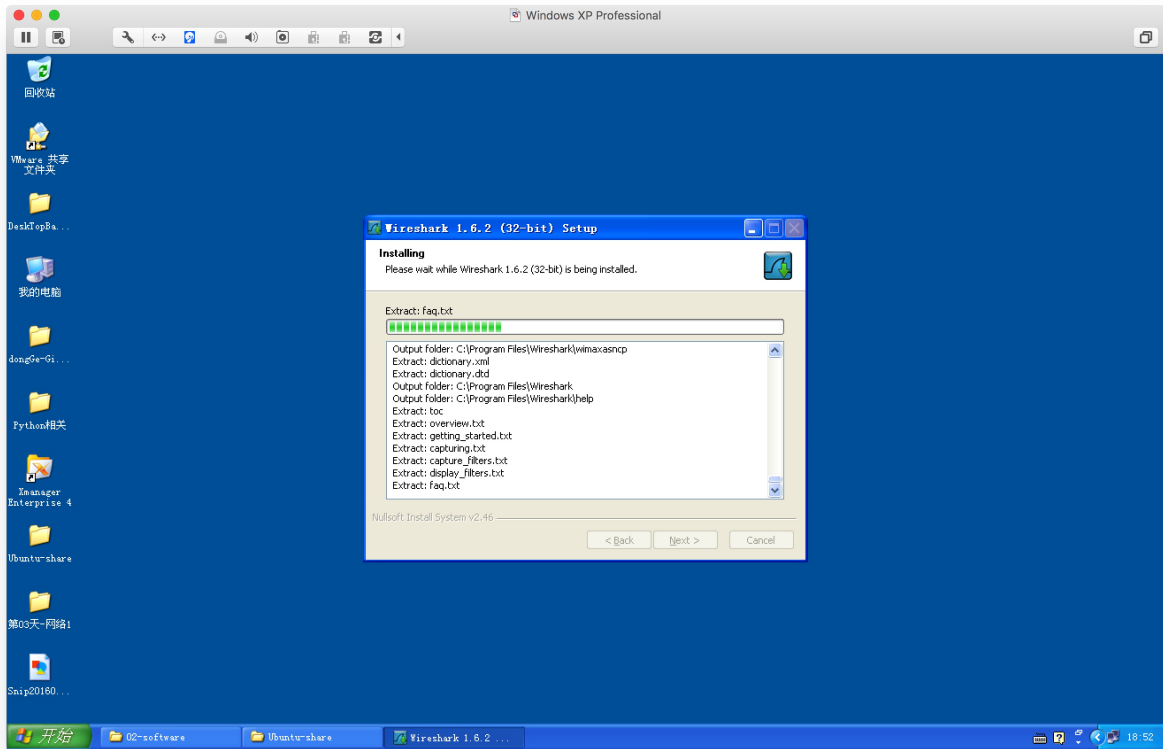 Windows XP Professional
回收站
VMware 共享
文件夹
DeskTopBa...
我的电脑
dongGe-Gi...
Python相关
Xmanager
Enterprise 4
Ubuntu-share
第03天-网络1
Snip20160...
Wireshark 1.6.2 (32-bit) Setup
Installing
Please wait while Wireshark 1.6.2 (32-bit) is being installed.
Extract: faq.txt
Output folder: C:\Program Files\Wireshark\wimaxasncp
Extract: dictionary.xml
Extract: dictionary.dtd
Output folder: C:\Program Files\Wireshark
Output folder: C:\Program Files\Wireshark\help
Extract: toc
Extract: overview.txt
Extract: getting_started.txt
Extract: capturing.txt
Extract: capture_filters.txt
Extract: display_filters.txt
Extract: faq.txt
Nullsoft Install System v2.46
< Back
Next >
Cancel
开始
02-software
Ubuntu-share
Wireshark 1.6.2 ...
18:52